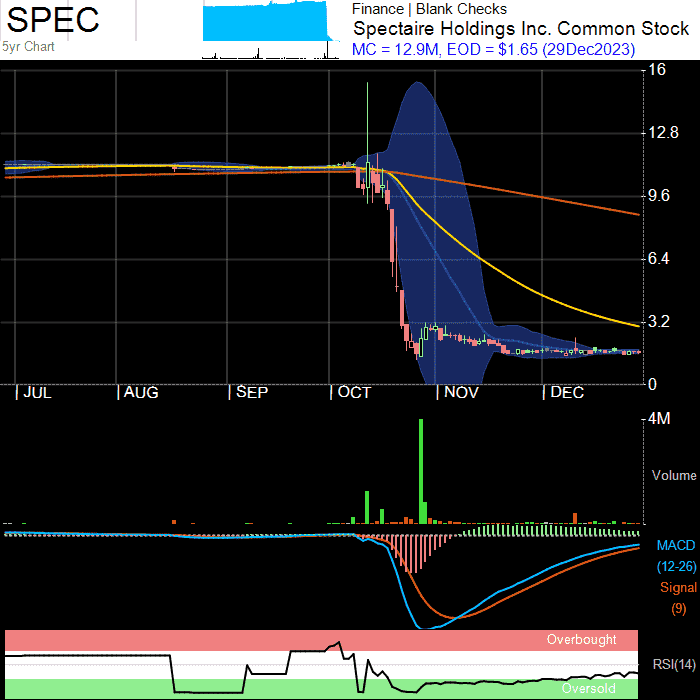 SPEC
5yr Chart
Finance | Blank Checks
Spectaire Holdings Inc. Common Stock
MC = 12.9M, EOD = $1.65 (29Dec2023)
16
12.8
9.6
6.4
3.2
0
| JUL | AUG | SEP | OCT | NOV | DEC
4M
Volume
MACD
(12-26)
Signal
(9)
Overbought
RSI(14)
Oversold